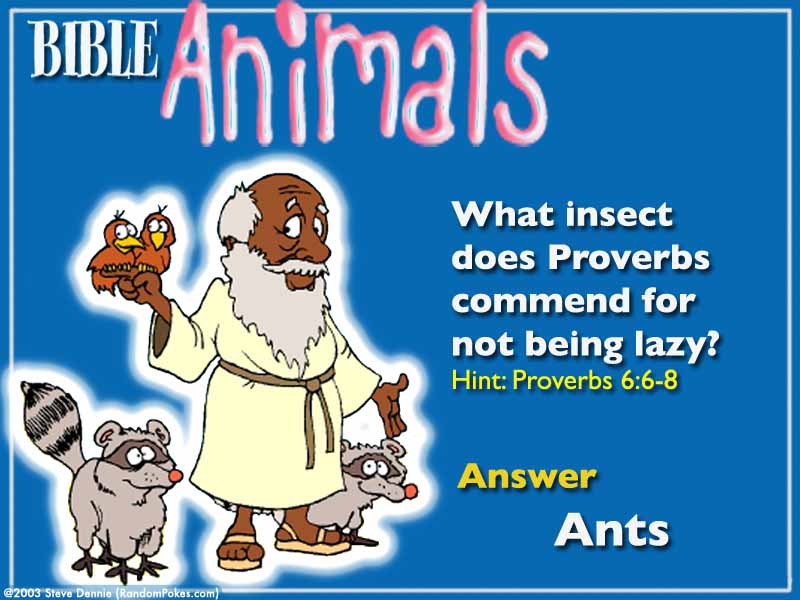 BIBLE Animals
What insect
does Proverbs
commend for
not being lazy?
Hint: Proverbs 6:6-8
Answer
Ants
©2003 Steve Dennie (RandomPokes.com)